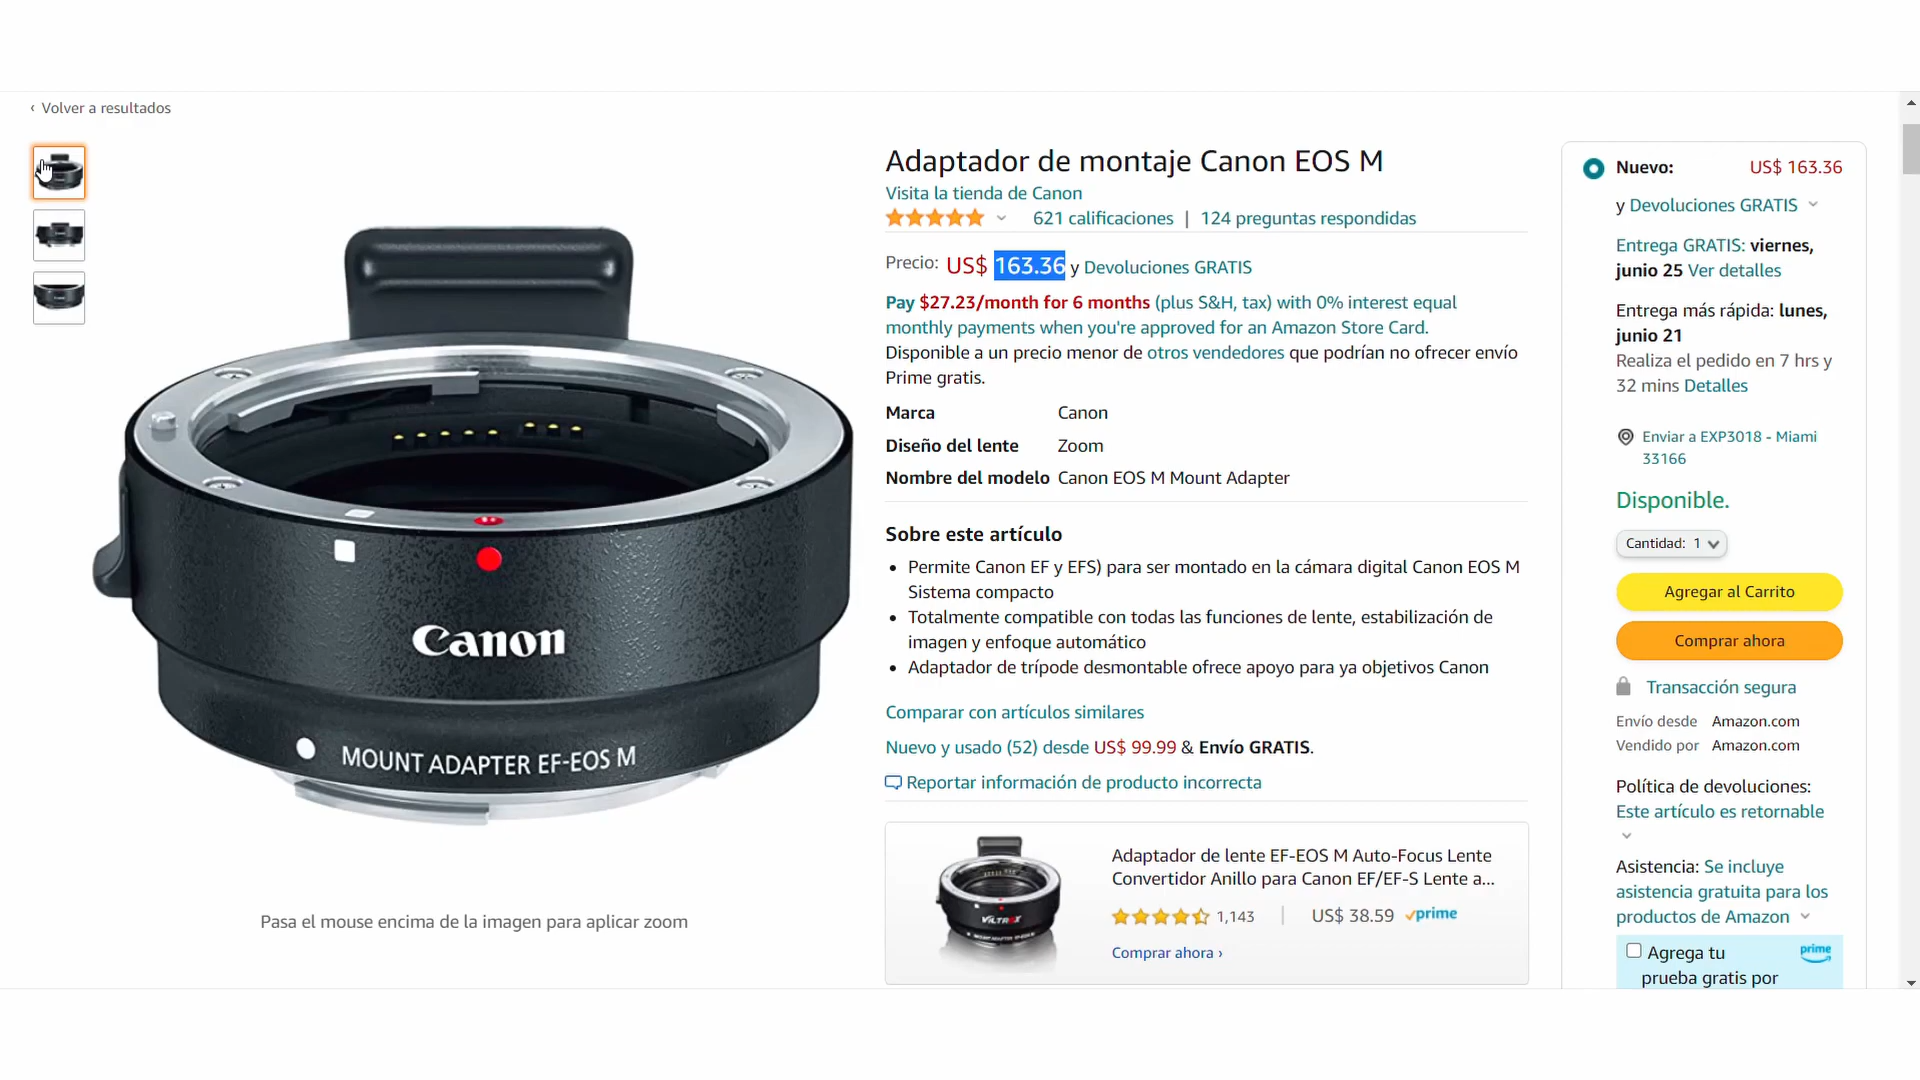 ‹ Volver a resultados
Canon
MOUNT ADAPTER EF-EOS M
Pasa el mouse encima de la imagen para aplicar zoom
Adaptador de montaje Canon EOS M
Visita la tienda de Canon
621 calificaciones | 124 preguntas respondidas
Precio: US$ 163.36 y Devoluciones GRATIS
Pay $27.23/month for 6 months (plus S&H, tax) with 0% interest equal
monthly payments when you're approved for an Amazon Store Card.
Disponible a un precio menor de otros vendedores que podrían no ofrecer envío
Prime gratis.
Marca Canon
Diseño del lente Zoom
Nombre del modelo Canon EOS M Mount Adapter
Sobre este artículo
• Permite Canon EF y EFS) para ser montado en la cámara digital Canon EOS M
Sistema compacto
• Totalmente compatible con todas las funciones de lente, estabilización de
imagen y enfoque automático
• Adaptador de trípode desmontable ofrece apoyo para ya objetivos Canon
Comparar con artículos similares
Nuevo y usado (52) desde US$ 99.99 & Envío GRATIS.
Reportar información de producto incorrecta
VILTROX
Adaptador de lente EF-EOS M Auto-Focus Lente
Convertidor Anillo para Canon EF/EF-S Lente a...
1,143 | US$ 38.59 prime
Comprar ahora ›
Nuevo: US$ 163.36
y Devoluciones GRATIS
Entrega GRATIS: viernes,
junio 25 Ver detalles
Entrega más rápida: lunes,
junio 21
Realiza el pedido en 7 hrs y
32 mins Detalles
Enviar a EXP3018 - Miami
33166
Disponible.
Cantidad: 1
Agregar al Carrito
Comprar ahora
Transacción segura
Envío desde Amazon.com
Vendido por Amazon.com
Política de devoluciones:
Este artículo es retornable
Asistencia: Se incluye
asistencia gratuita para los
productos de Amazon
Agrega tu prime
prueba gratis por